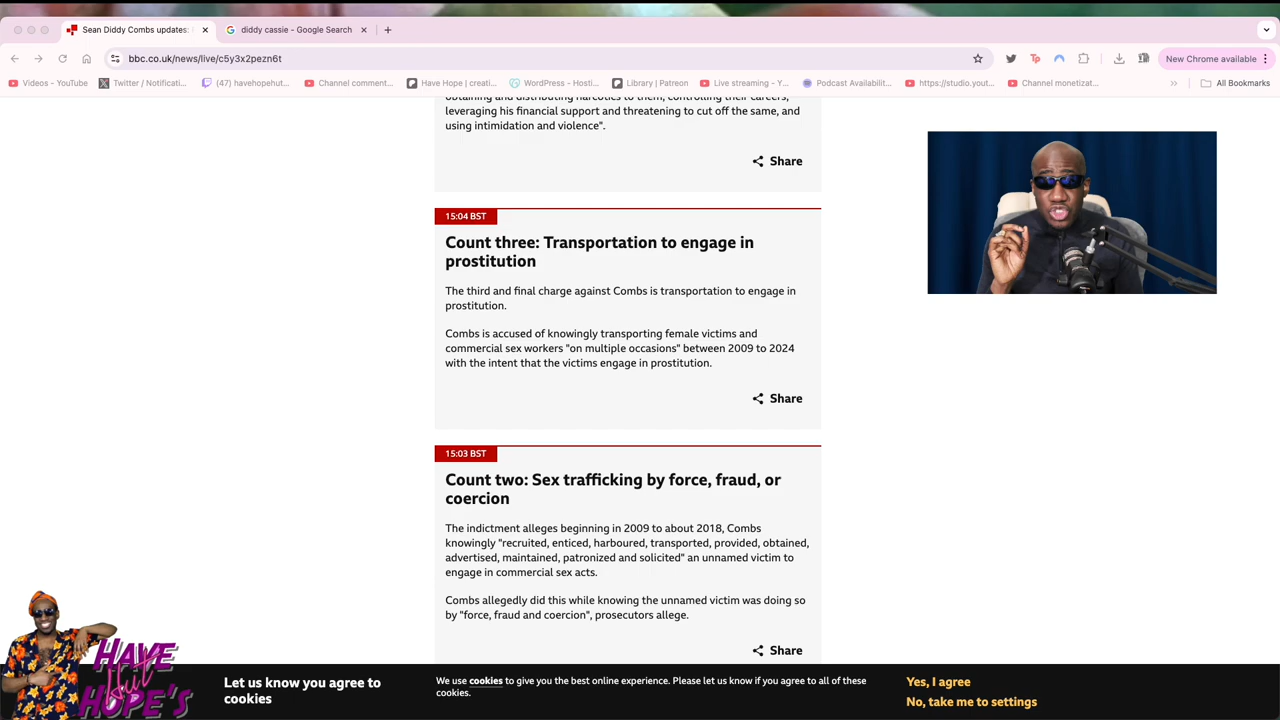 Sean Diddy Combs updates:
diddy cassie - Google Search
bbc.co.uk/news/live/c5y3x2pezn6t
New Chrome available
Videos - YouTube
Twitter / Notificati...
(47) havehopehut...
Channel comment...
Have Hope | creati...
WordPress - Hosti...
Library | Patreon
Live streaming - Y...
Podcast Availabilit...
https://studio.yout...
Channel monetizat...
All Bookmarks
obtaining and distributing narcotics to them, controlling their careers,
leveraging his financial support and threatening to cut off the same, and
using intimidation and violence".
Share
15:04 BST
Count three: Transportation to engage in
prostitution
The third and final charge against Combs is transportation to engage in
prostitution.
Combs is accused of knowingly transporting female victims and
commercial sex workers "on multiple occasions" between 2009 to 2024
with the intent that the victims engage in prostitution.
Share
15:03 BST
Count two: Sex trafficking by force, fraud, or
coercion
The indictment alleges beginning in 2009 to about 2018, Combs
knowingly "recruited, enticed, harboured, transported, provided, obtained,
advertised, maintained, patronized and solicited" an unnamed victim to
engage in commercial sex acts.
Combs allegedly did this while knowing the unnamed victim was doing so
by "force, fraud and coercion", prosecutors allege.
Share
HAVE
hut
HOPE'S
Let us know you agree to
cookies
We use cookies to give you the best online experience. Please let us know if you agree to all of these
cookies.
Yes, I agree
No, take me to settings